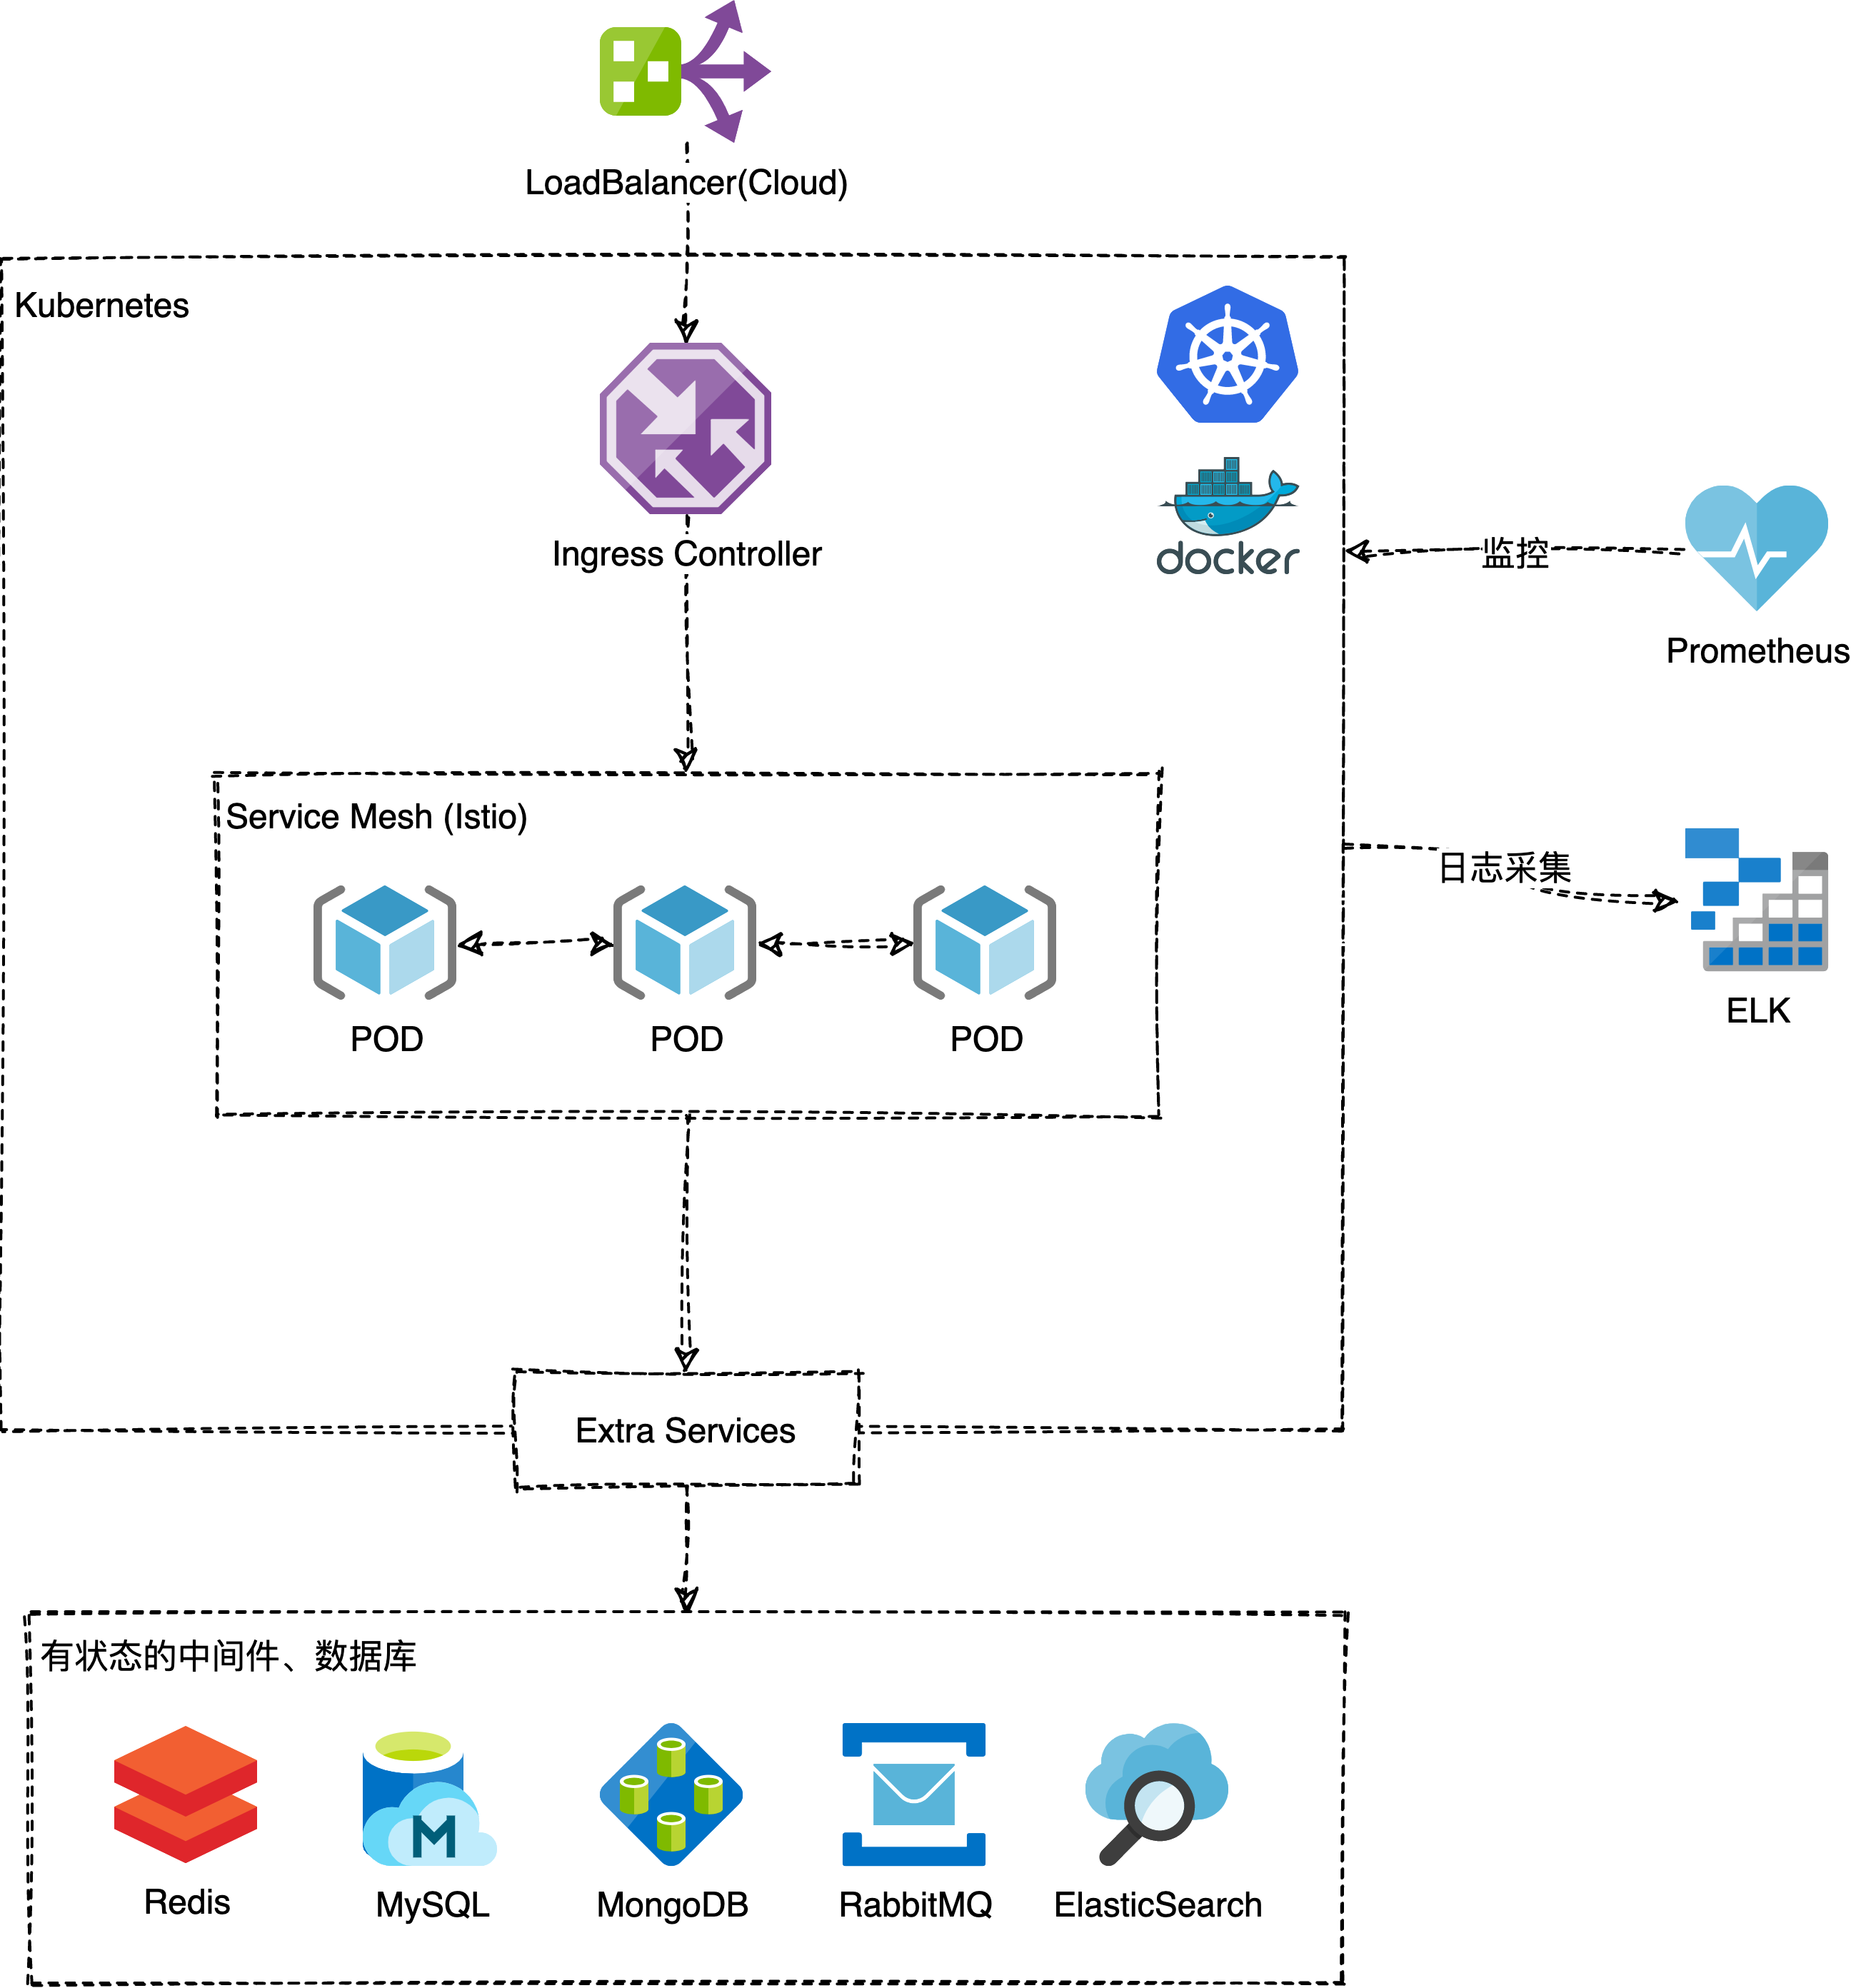 LoadBalancer(Cloud)
Kubernetes
Ingress Controller
docker
监控
Prometheus
Service Mesh (Istio)
日志采集
POD
POD
POD
ELK
Extra Services
有状态的中间件、数据库
Redis
MySQL
MongoDB
RabbitMQ
ElasticSearch